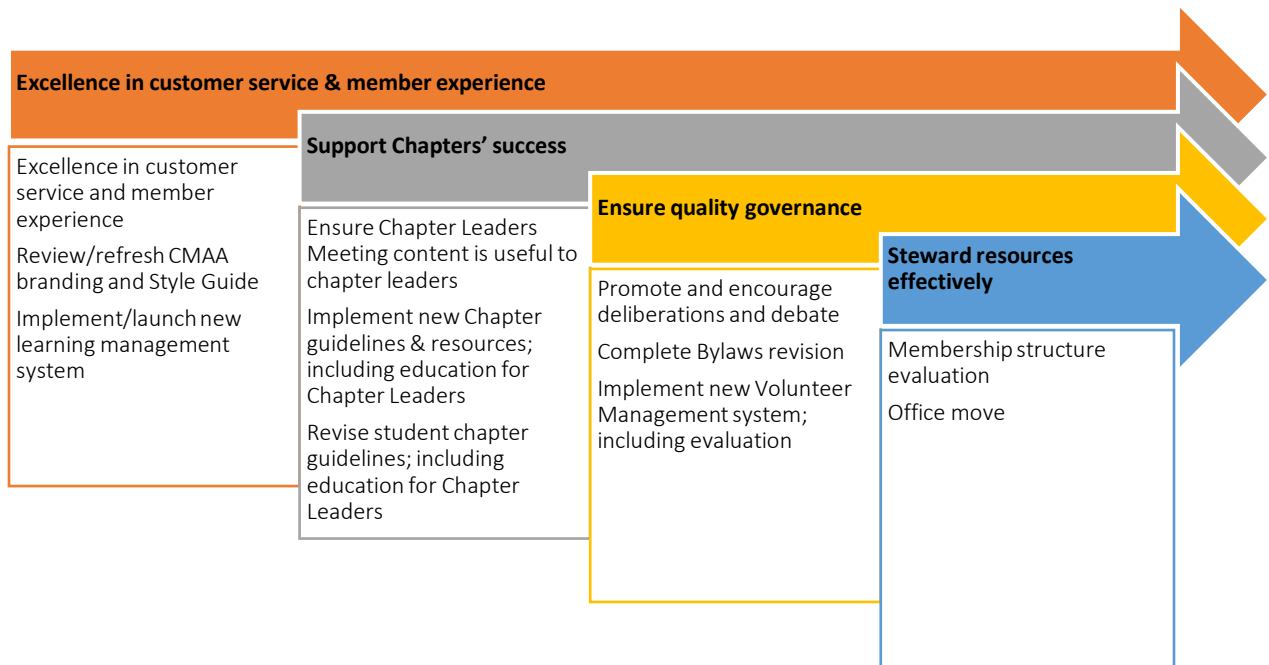 Excellence in customer service & member experience
Excellence in customer
service and member
experience
Review/refresh CMAA
branding and Style Guide
Implement/launch new
learning management
system
Support Chapters’ success
Ensure Chapter Leaders
Meeting content is useful to
chapter leaders
Implement new Chapter
guidelines & resources;
including education for
Chapter Leaders
Revise student chapter
guidelines; including
education for Chapter
Leaders
Ensure quality governance
Promote and encourage
deliberations and debate
Complete Bylaws revision
Implement new Volunteer
Management system;
including evaluation
Steward resources
effectively
Membership structure
evaluation
Office move